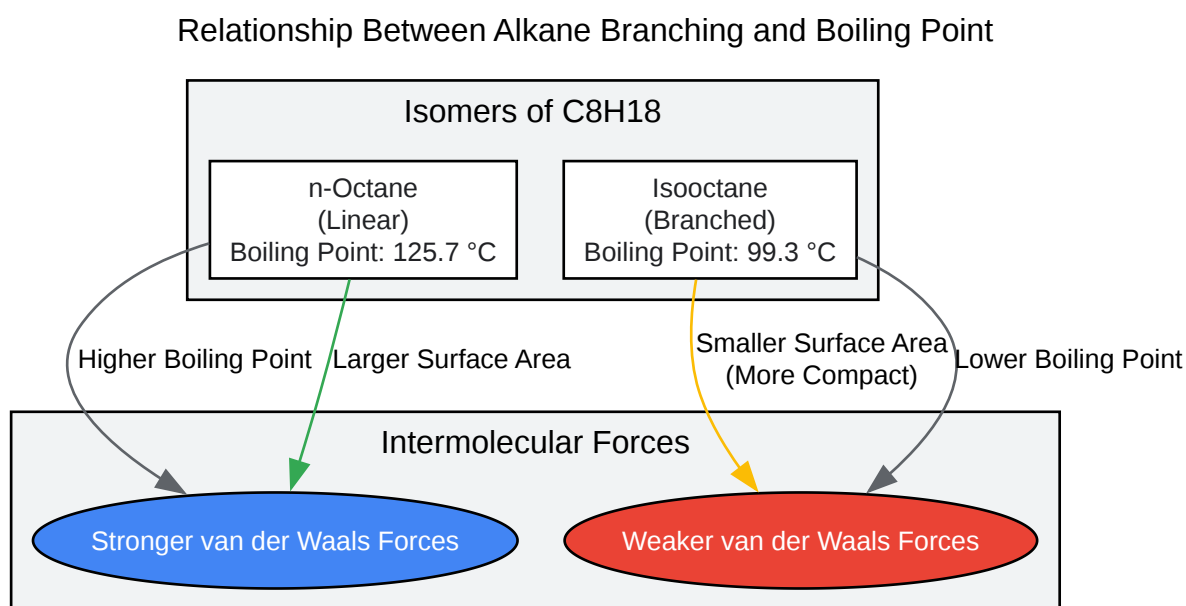 Relationship Between Alkane Branching and Boiling Point
Isomers of C8H18
n-Octane
(Linear)
Boiling Point: 125.7 °C
Isooctane
(Branched)
Boiling Point: 99.3 °C
Higher Boiling Point
Larger Surface Area
Smaller Surface Area
(More Compact)
Lower Boiling Point
Intermolecular Forces
Stronger van der Waals Forces
Weaker van der Waals Forces